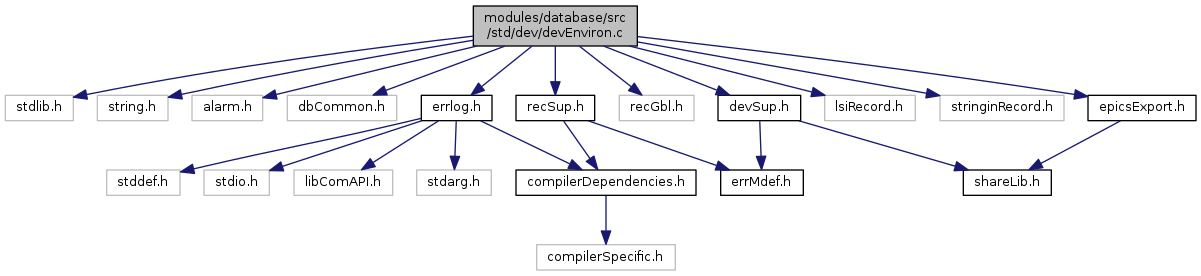 modules/database/src
/std/dev/devEnviron.c
stdlib.h
string.h
alarm.h
dbCommon.h
errlog.h
recSup.h
recGbl.h
devSup.h
lsiRecord.h
stringinRecord.h
epicsExport.h
stddef.h
stdio.h
libComAPI.h
stdarg.h
compilerDependencies.h
errMdef.h
shareLib.h
compilerSpecific.h